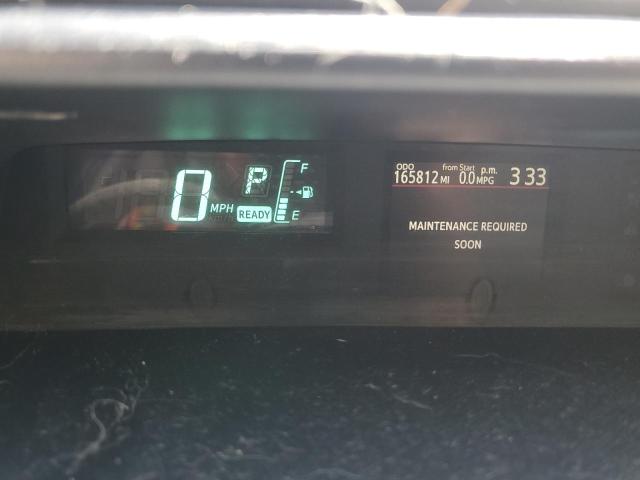 0 MPH
P
READY
F
E
ODO from Start p.m.
165812 MI 0.0 MPG 3 33
MAINTENANCE REQUIRED
SOON